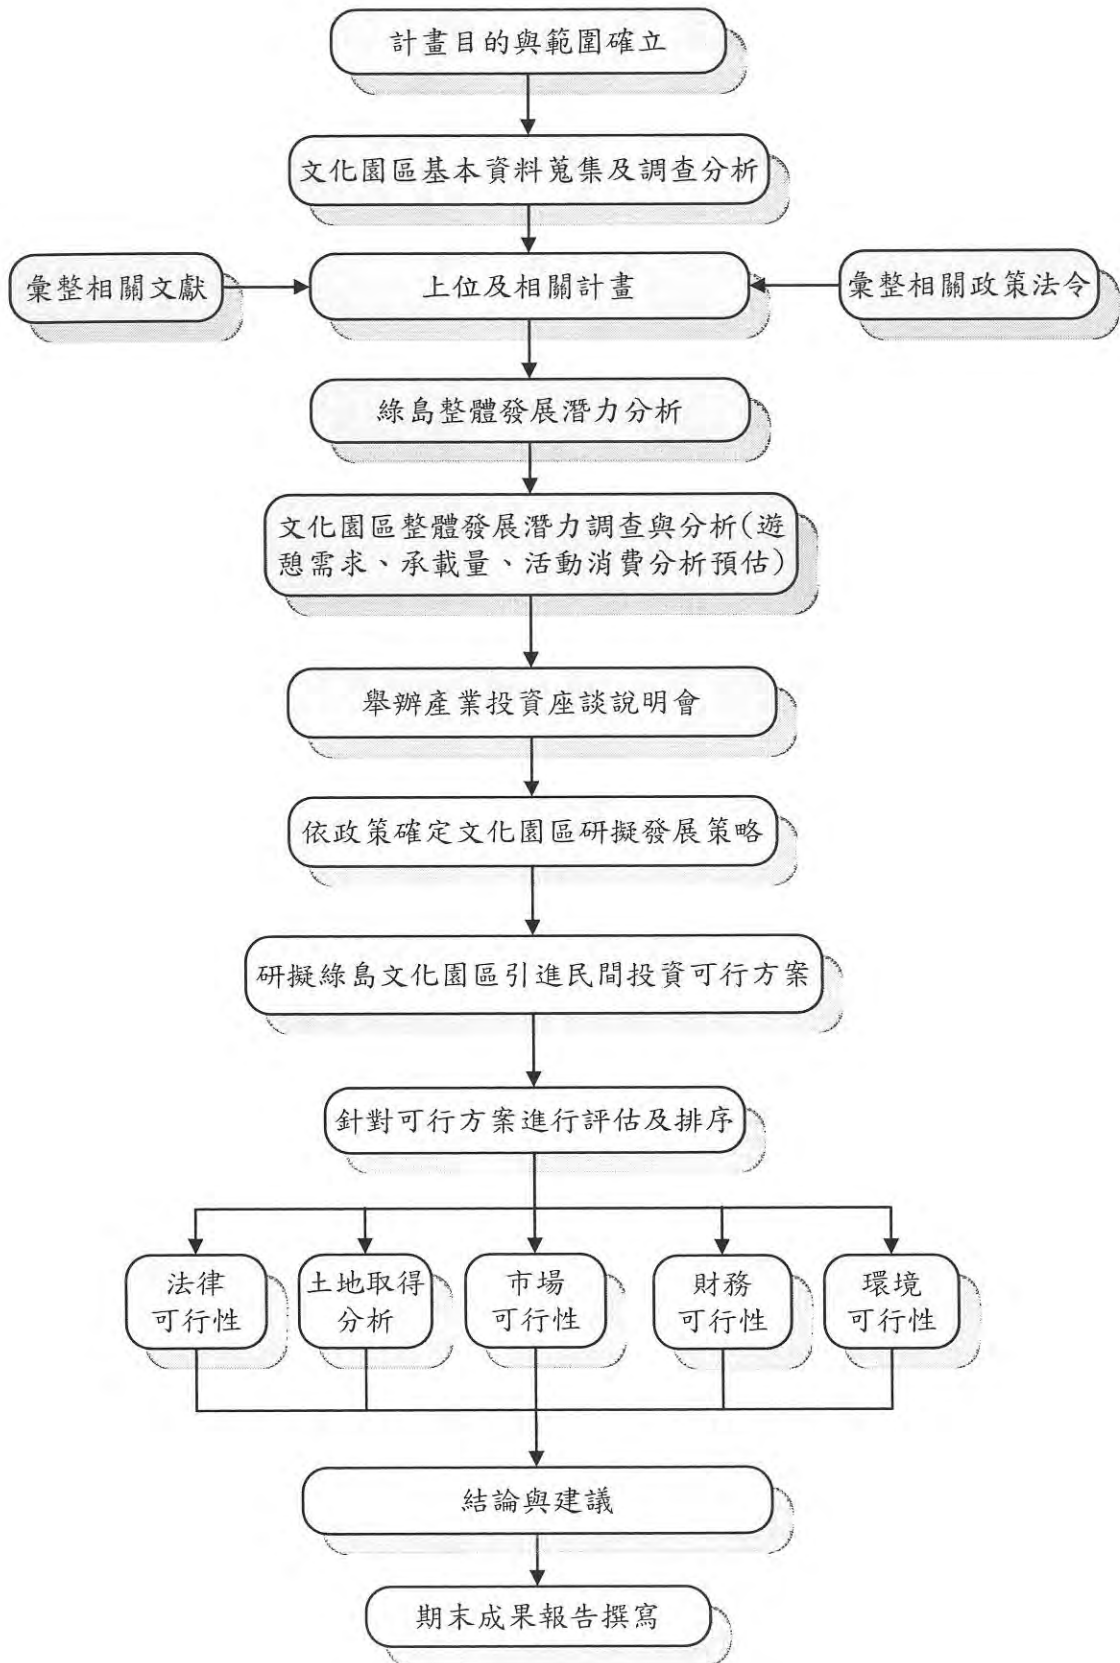 計畫目的與範圍確立
文化園區基本資料蒐集及調查分析
彙整相關文獻
上位及相關計畫
彙整相關政策法令
綠島整體發展潛力分析
文化園區整體發展潛力調查與分析(遊
憩需求、承載量、活動消費分析預估)
舉辦產業投資座談說明會
依政策確定文化園區研擬發展策略
研擬綠島文化園區引進民間投資可行方案
針對可行方案進行評估及排序
法律
可行性
土地取得
分析
市場
可行性
財務
可行性
環境
可行性
結論與建議
期末成果報告撰寫